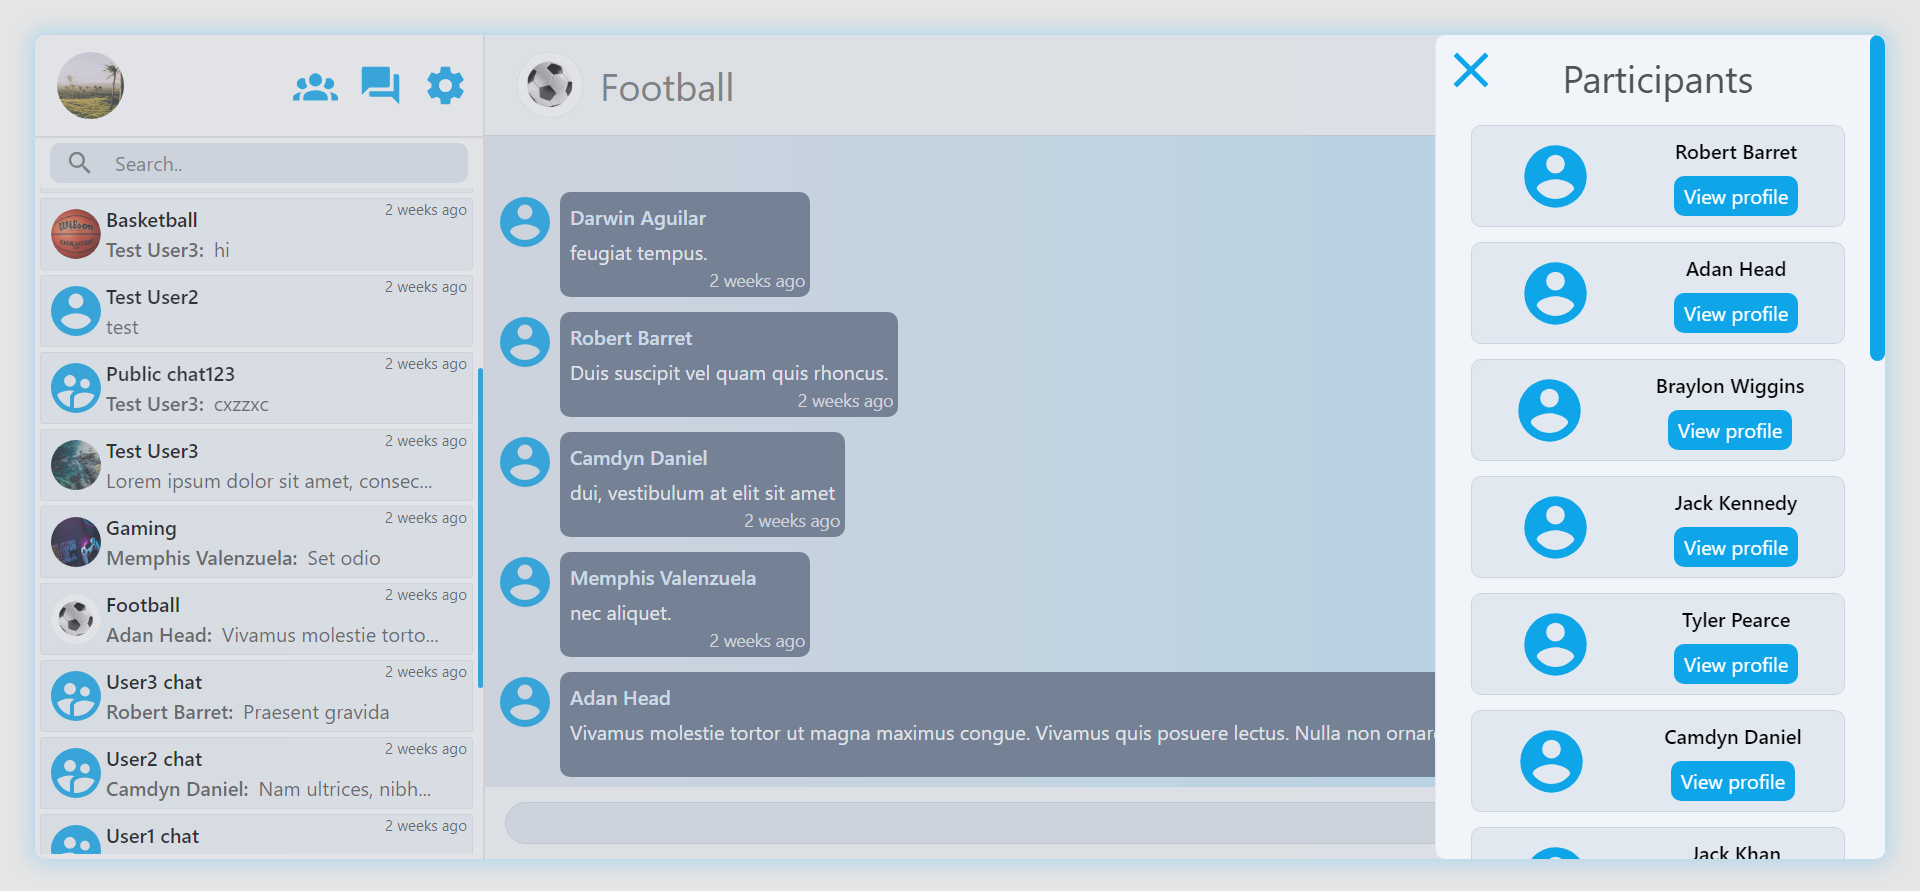 Search..
Basketball
2 weeks ago
Test User3: hi
Test User2
2 weeks ago
test
Public chat123
2 weeks ago
Test User3: cxzzxc
Test User3
2 weeks ago
Lorem ipsum dolor sit amet, consec...
Gaming
2 weeks ago
Memphis Valenzuela: Set odio
Football
2 weeks ago
Adan Head: Vivamus molestie torto...
User3 chat
2 weeks ago
Robert Barret: Praesent gravida
User2 chat
2 weeks ago
Camdyn Daniel: Nam ultrices, nibh...
User1 chat
2 weeks ago
Football
Darwin Aguilar
feugiat tempus.
2 weeks ago
Robert Barret
Duis suscipit vel quam quis rhoncus.
2 weeks ago
Camdyn Daniel
dui, vestibulum at elit sit amet
2 weeks ago
Memphis Valenzuela
nec aliquet.
2 weeks ago
Adan Head
Vivamus molestie tortor ut magna maximus congue. Vivamus quis posuere lectus. Nulla non ornare
Participants
Robert Barret
View profile
Adan Head
View profile
Braylon Wiggins
View profile
Jack Kennedy
View profile
Tyler Pearce
View profile
Camdyn Daniel
View profile
Jack Khan